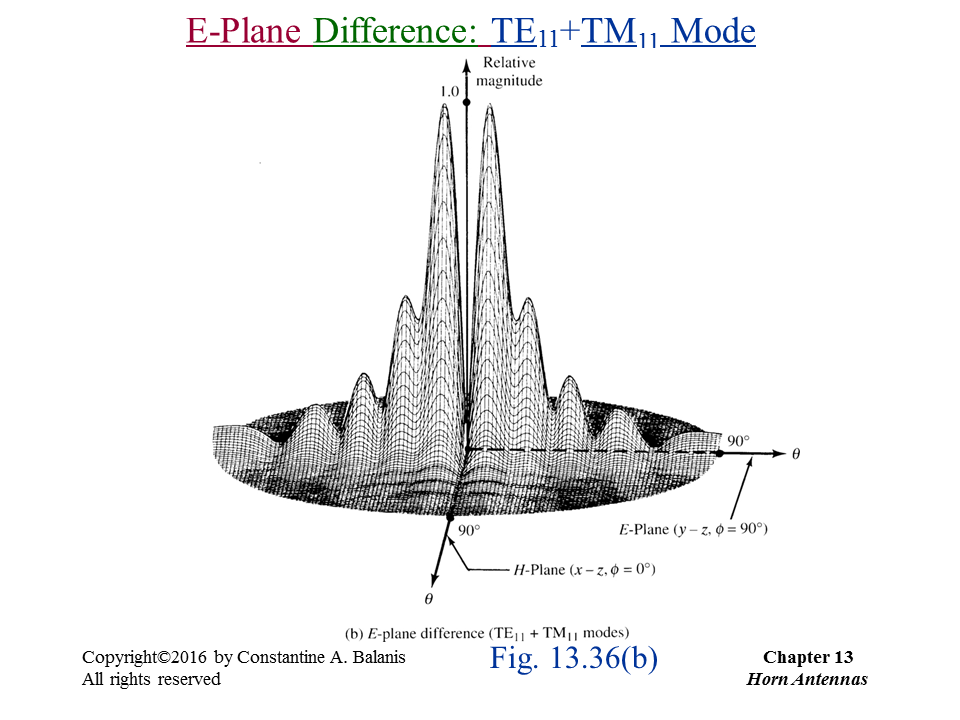 E-Plane Difference: TE₁₁+TM₁₁ Mode
Relative
magnitude
1.0
90°
θ
E-Plane (y – z, ϕ = 90°)
90°
H-Plane (x – z, ϕ = 0°)
θ
(b) E-plane difference (TE₁₁ + TM₁₁ modes)
Fig. 13.36(b)
Copyright©2016 by Constantine A. Balanis
All rights reserved
Chapter 13
Horn Antennas